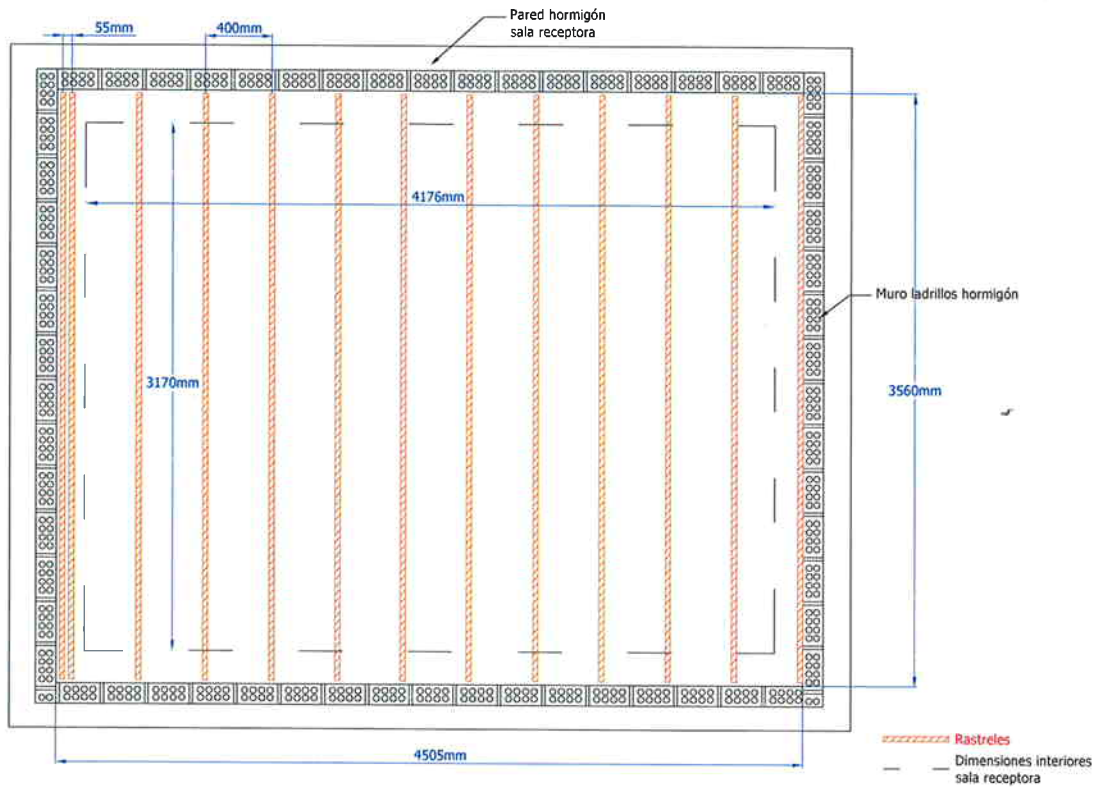 Pared hormigón
sala receptora
55mm
400mm
4176mm
Muro ladrillos hormigón
3170mm
3560mm
4505mm
Rastreles
Dimensiones interiores
sala receptora